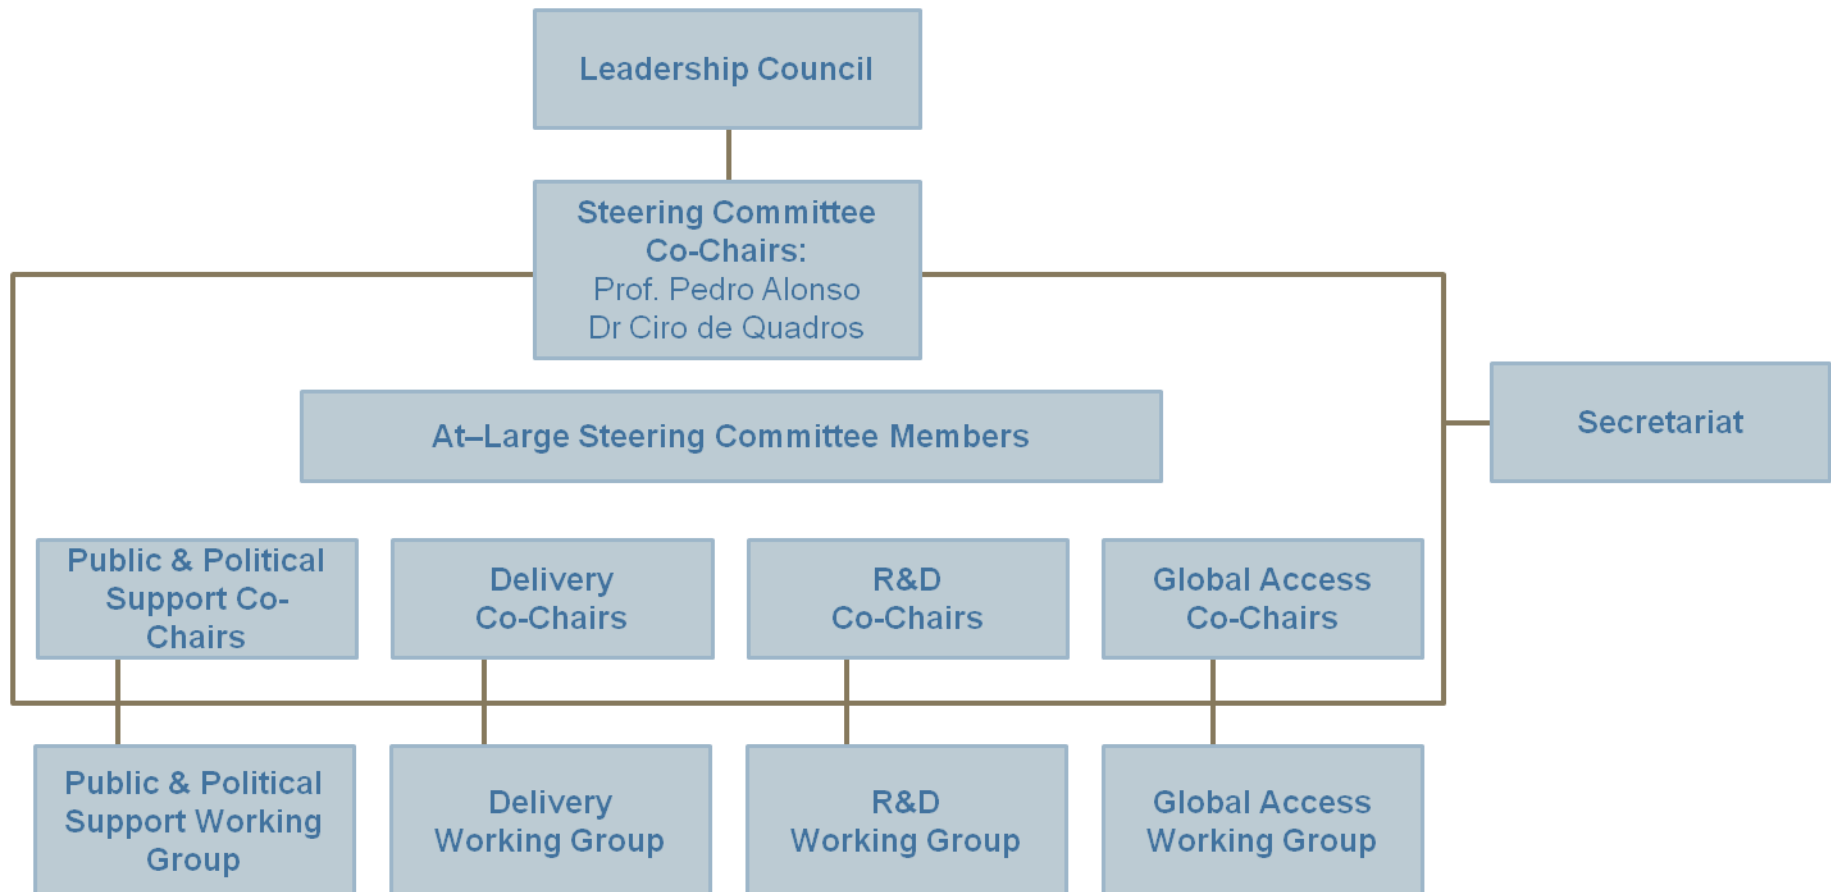 Leadership Council
Steering Committee
Co-Chairs:
Prof. Pedro Alonso
Dr Ciro de Quadros
At–Large Steering Committee Members
Secretariat
Public & Political
Support Co-
Chairs
Delivery
Co-Chairs
R&D
Co-Chairs
Global Access
Co-Chairs
Public & Political
Support Working
Group
Delivery
Working Group
R&D
Working Group
Global Access
Working Group